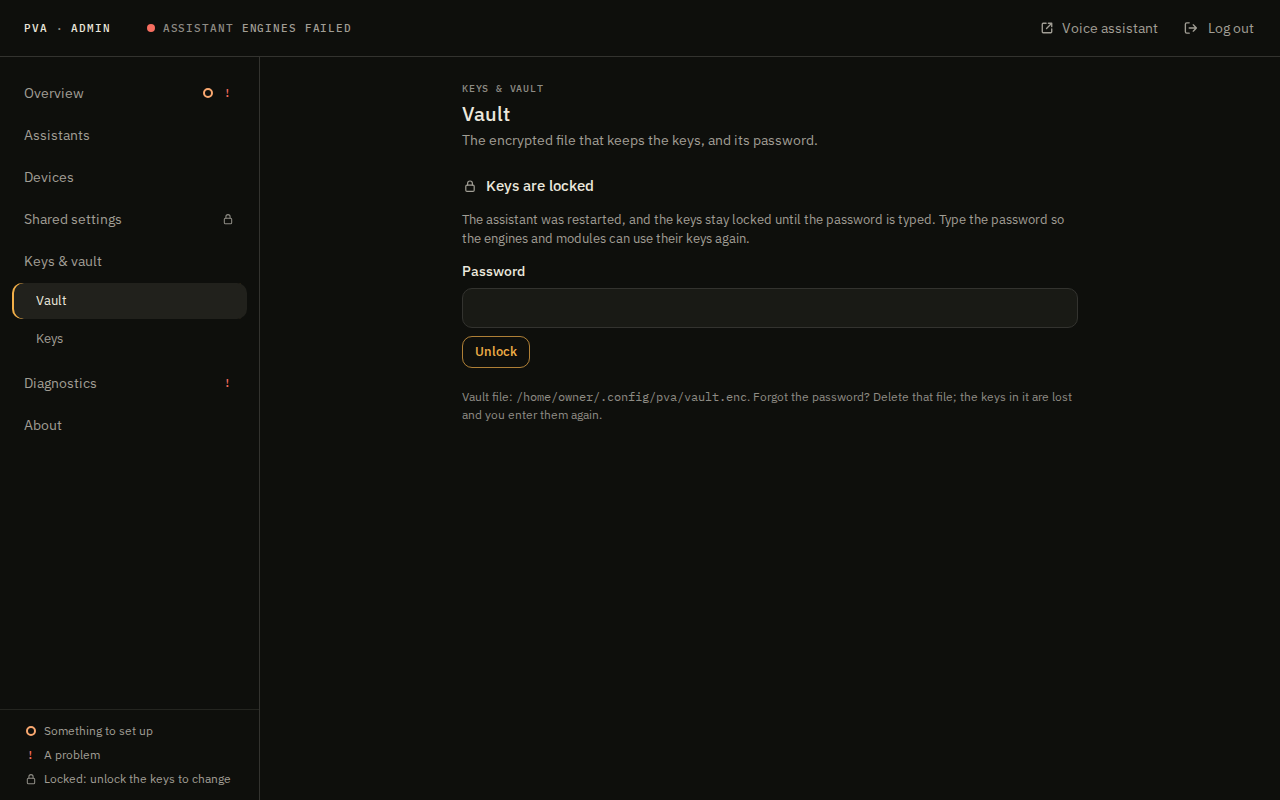 PVA · ADMIN
ASSISTANT ENGINES FAILED
Voice assistant
Log out
Overview
!
Assistants
Devices
Shared settings
Keys & vault
Vault
Keys
Diagnostics
!
About
Something to set up
! A problem
Locked: unlock the keys to change
KEYS & VAULT
Vault
The encrypted file that keeps the keys, and its password.
Keys are locked
The assistant was restarted, and the keys stay locked until the password is typed. Type the password so
the engines and modules can use their keys again.
Password
Unlock
Vault file: /home/owner/.config/pva/vault.enc. Forgot the password? Delete that file; the keys in it are lost
and you enter them again.